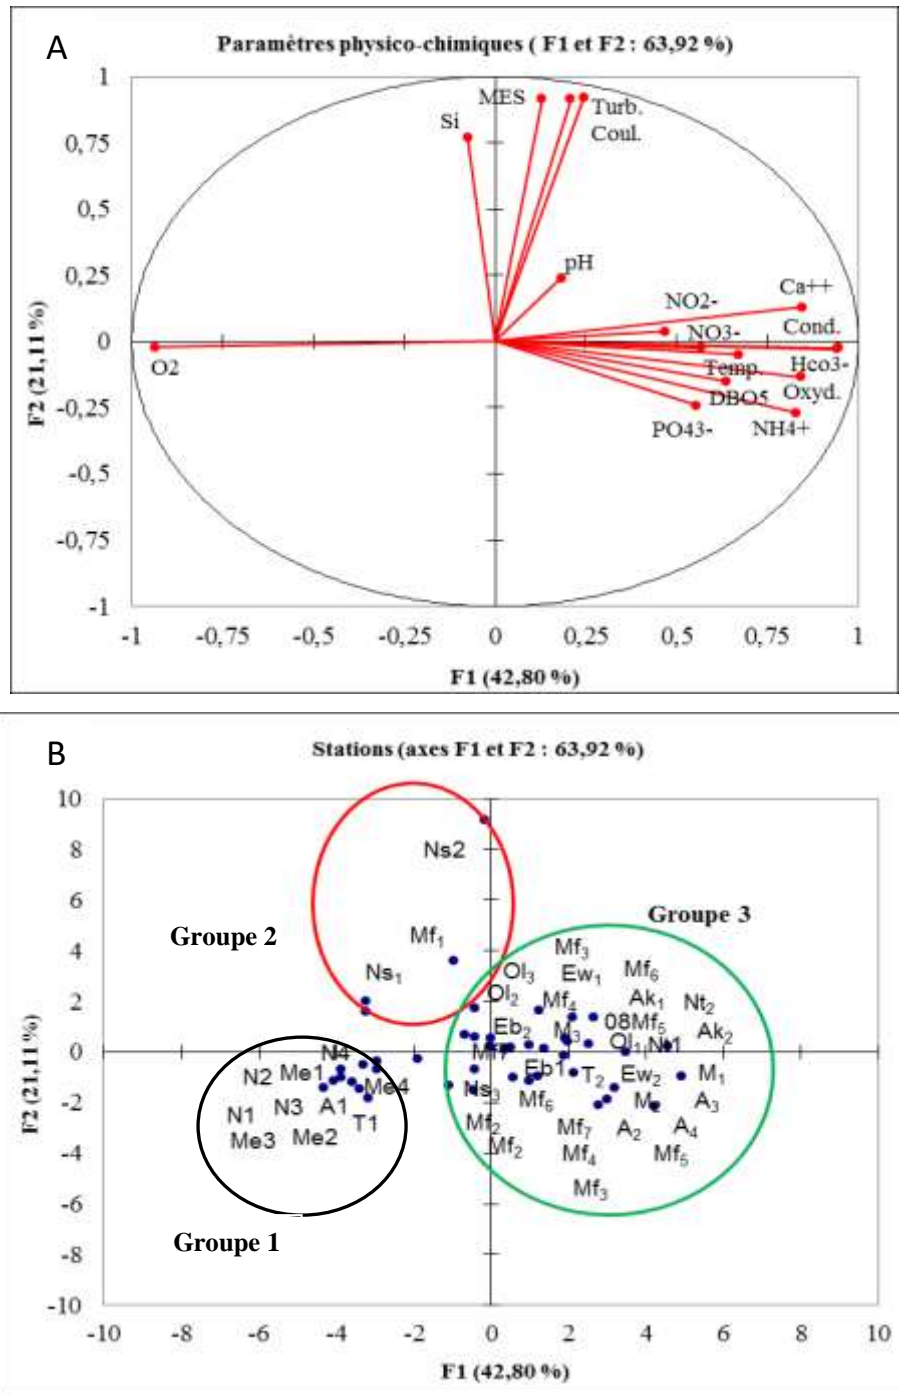 A
Paramètres physico-chimiques ( F1 et F2 : 63,92 %)
F2 (21,11 %)
1
0,75
0,5
0,25
0
-0,25
-0,5
-0,75
-1
MES
Turb.
Coul.
Si
pH
Ca++
NO2-
Cond.
NO3-
O2
Temp.
Hco3-
Oxyd.
DBO5
PO43-
NH4+
-1 -0,75 -0,5 -0,25 0 0,25 0,5 0,75 1
F1 (42,80 %)
B
Stations (axes F1 et F2 : 63,92 %)
F2 (21,11 %)
10
8
6
4
2
0
-2
-4
-6
-8
-10
Ns2
Groupe 3
Groupe 2
Mf₁
Mf₃
Ns₁
Ol₃
Ew₁
Mf₆
Ol₂
Mf₄
Ak₁
Nt₂
Eb₂
M₃
08Mf₅
Ak₂
Ol₁
Nt1
N4
Me1
N2
Me4
Eb1
T₂
Ew₂
M₁
Ns₃
Mf₆
M₂
A₃
N1
N3
A1
T1
Mf₂
Mf₇
A₂
A₄
Me3
Me2
Mf₂
Mf₄
Mf₅
Mf₃
Groupe 1
-10 -8 -6 -4 -2 0 2 4 6 8 10
F1 (42,80 %)